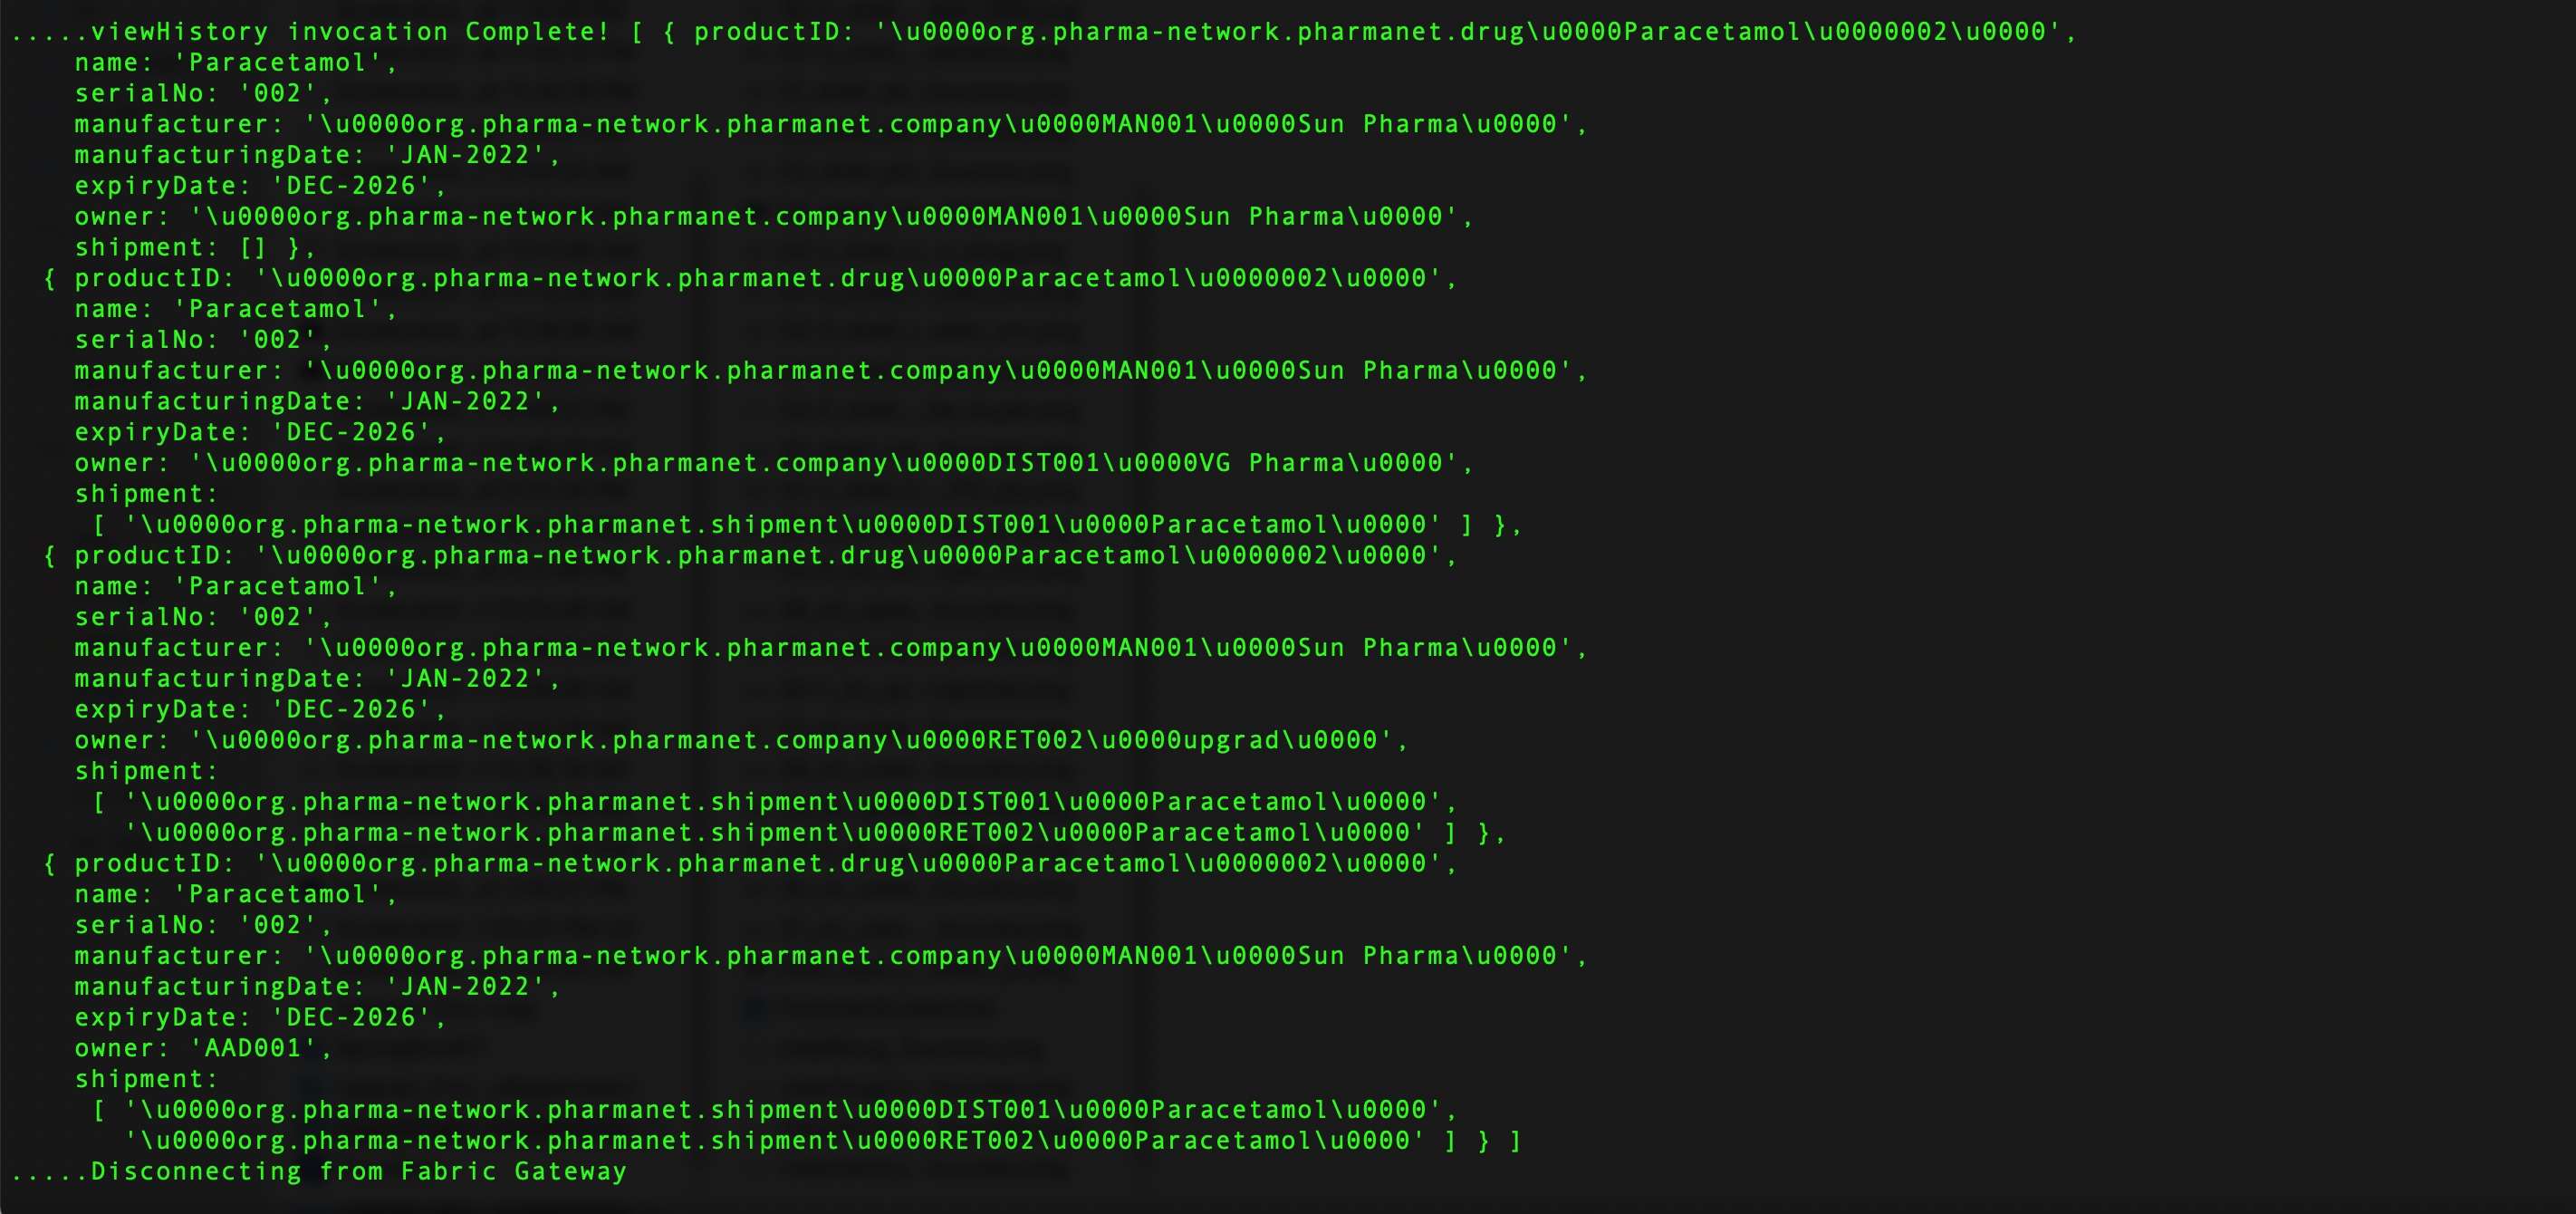 .....viewHistory invocation Complete! [ { productID: '\u0000org.pharma-network.pharmanet.drug\u0000Paracetamol\u0000002\u0000',
name: 'Paracetamol',
serialNo: '002',
manufacturer: '\u0000org.pharma-network.pharmanet.company\u0000MAN001\u0000Sun Pharma\u0000',
manufacturingDate: 'JAN-2022',
expiryDate: 'DEC-2026',
owner: '\u0000org.pharma-network.pharmanet.company\u0000MAN001\u0000Sun Pharma\u0000',
shipment: [] },
{ productID: '\u0000org.pharma-network.pharmanet.drug\u0000Paracetamol\u0000002\u0000',
name: 'Paracetamol',
serialNo: '002',
manufacturer: '\u0000org.pharma-network.pharmanet.company\u0000MAN001\u0000Sun Pharma\u0000',
manufacturingDate: 'JAN-2022',
expiryDate: 'DEC-2026',
owner: '\u0000org.pharma-network.pharmanet.company\u0000DIST001\u0000VG Pharma\u0000',
shipment:
[ '\u0000org.pharma-network.pharmanet.shipment\u0000DIST001\u0000Paracetamol\u0000' ] },
{ productID: '\u0000org.pharma-network.pharmanet.drug\u0000Paracetamol\u0000002\u0000',
name: 'Paracetamol',
serialNo: '002',
manufacturer: '\u0000org.pharma-network.pharmanet.company\u0000MAN001\u0000Sun Pharma\u0000',
manufacturingDate: 'JAN-2022',
expiryDate: 'DEC-2026',
owner: '\u0000org.pharma-network.pharmanet.company\u0000RET002\u0000upgrad\u0000',
shipment:
[ '\u0000org.pharma-network.pharmanet.shipment\u0000DIST001\u0000Paracetamol\u0000',
'\u0000org.pharma-network.pharmanet.shipment\u0000RET002\u0000Paracetamol\u0000' ] },
{ productID: '\u0000org.pharma-network.pharmanet.drug\u0000Paracetamol\u0000002\u0000',
name: 'Paracetamol',
serialNo: '002',
manufacturer: '\u0000org.pharma-network.pharmanet.company\u0000MAN001\u0000Sun Pharma\u0000',
manufacturingDate: 'JAN-2022',
expiryDate: 'DEC-2026',
owner: 'AAD001',
shipment:
[ '\u0000org.pharma-network.pharmanet.shipment\u0000DIST001\u0000Paracetamol\u0000',
'\u0000org.pharma-network.pharmanet.shipment\u0000RET002\u0000Paracetamol\u0000' ] } ]
.....Disconnecting from Fabric Gateway